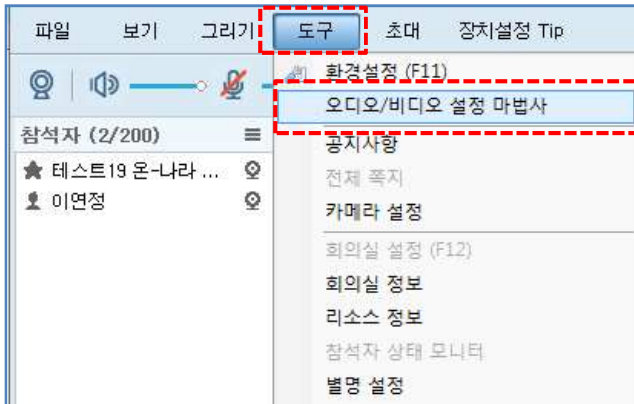 파일 보기 그리기 도구 초대 장치설정 Tip
환경설정 (F11)
오디오/비디오 설정 마법사
참석자 (2/200)
공지사항
테스트19 온-나라 ...
전체 쪽지
이연정
카메라 설정
회의실 설정 (F12)
회의실 정보
리소스 정보
참석자 상태 모니터
별명 설정